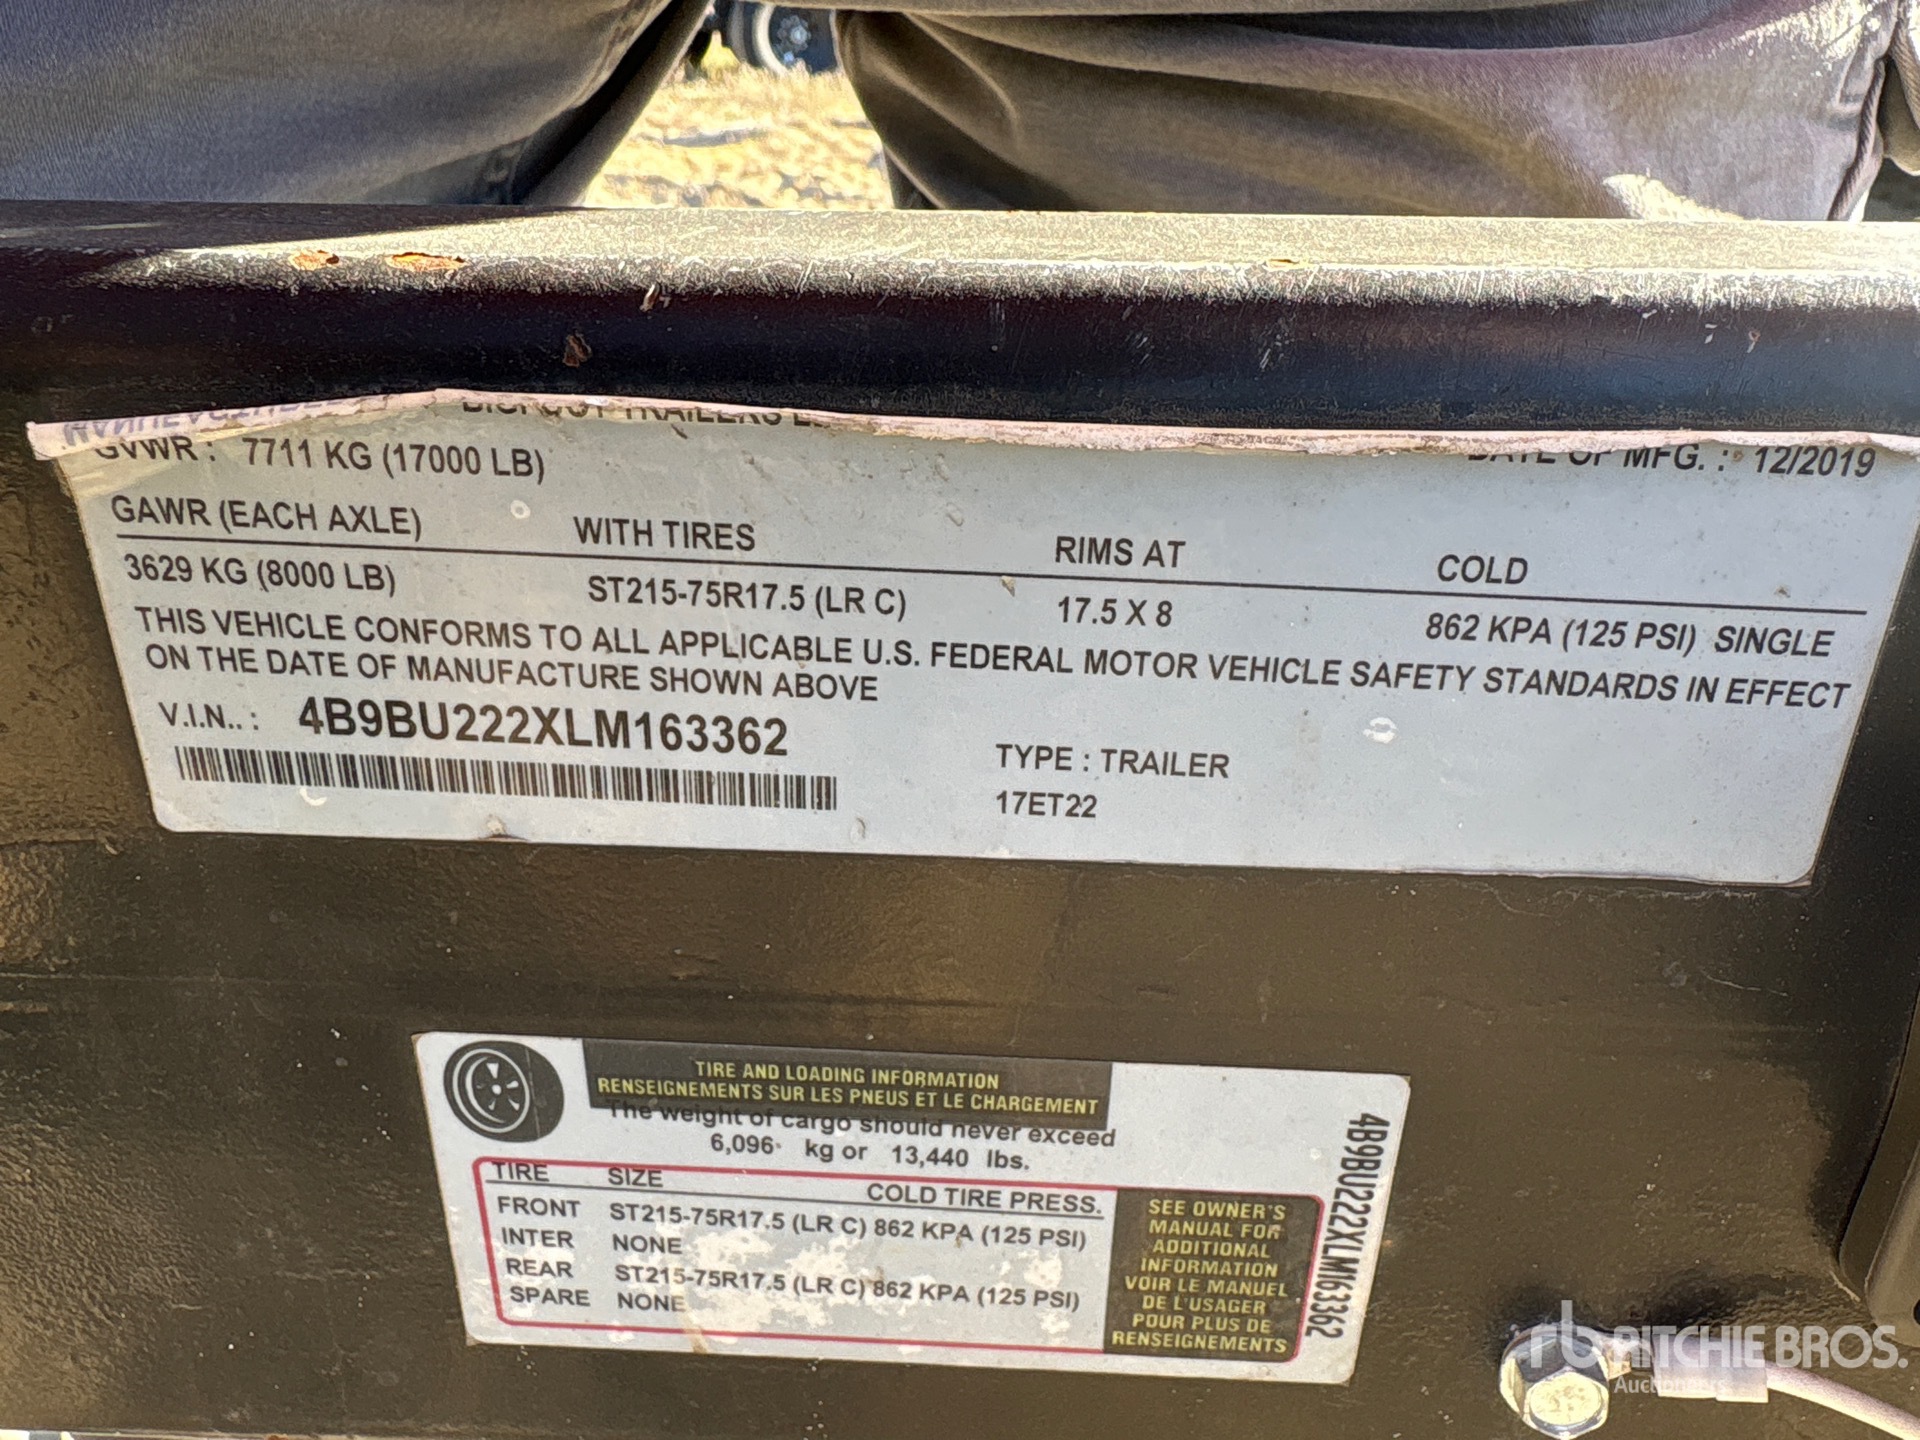 GVWR : 7711 KG (17000 LB)
DATE OF MFG. : 12/2019
GAWR (EACH AXLE) WITH TIRES RIMS AT COLD
3629 KG (8000 LB) ST215-75R17.5 (LR C) 17.5 X 8 862 KPA (125 PSI) SINGLE
THIS VEHICLE CONFORMS TO ALL APPLICABLE U.S. FEDERAL MOTOR VEHICLE SAFETY STANDARDS IN EFFECT
ON THE DATE OF MANUFACTURE SHOWN ABOVE
V.I.N.. : 4B9BU222XLM163362
TYPE : TRAILER
17ET22
TIRE AND LOADING INFORMATION
RENSEIGNEMENTS SUR LES PNEUS ET LE CHARGEMENT
The weight of cargo should never exceed
6,096 kg or 13,440 lbs.
TIRE SIZE COLD TIRE PRESS.
FRONT ST215-75R17.5 (LR C) 862 KPA (125 PSI)
INTER NONE
REAR ST215-75R17.5 (LR C) 862 KPA (125 PSI)
SPARE NONE
SEE OWNER'S
MANUAL FOR
ADDITIONAL
INFORMATION
VOIR LE MANUEL
DE L'USAGER
POUR PLUS DE
RENSEIGNEMENTS
4B9BU222XLM163362
rb RITCHIE BROS.
Auctioneers